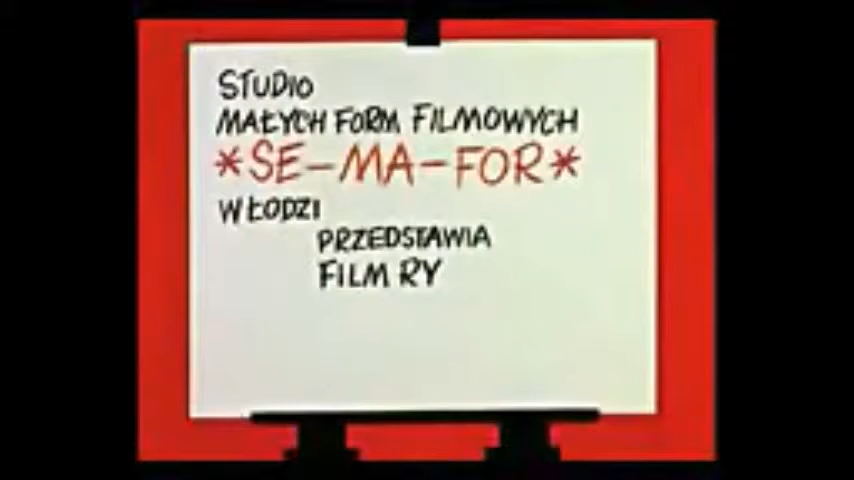 STUDIO
MAŁYCH FORM FILMOWYCH
*SE-MA-FOR*
W ŁODZI
PRZEDSTAWIA
FILM RY